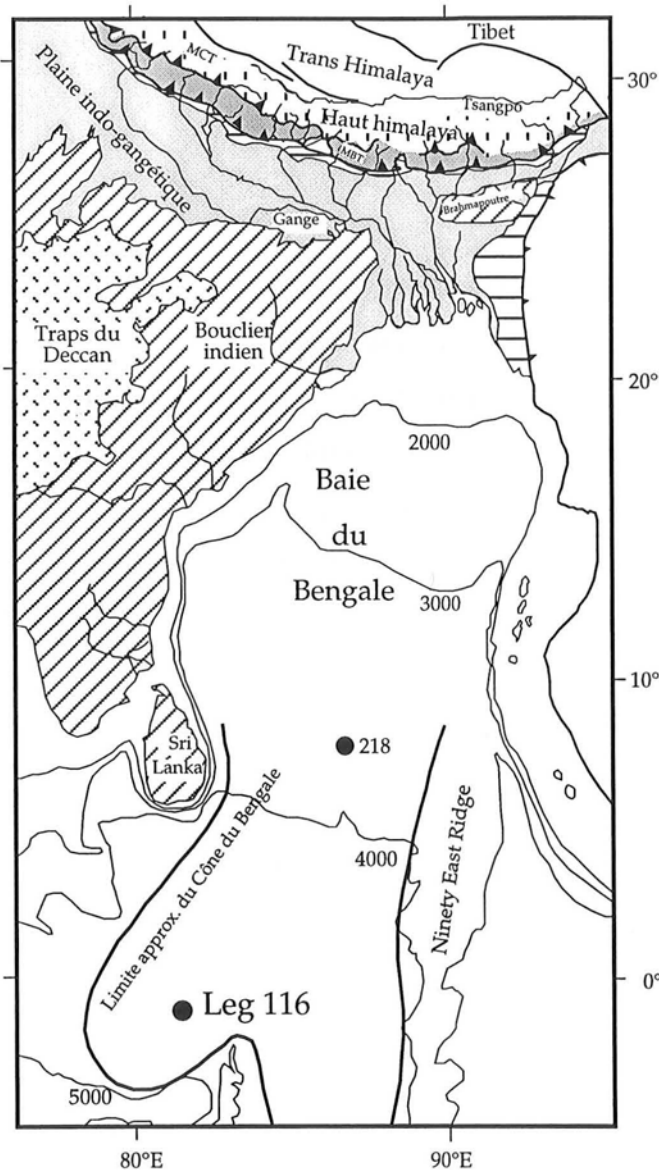 Tibet
MCT
Trans Himalaya
30°
Plaine indo-gangétique
Tsangpo
Haut himalaya
MBT
Brahmapoutre
Gange
Traps du
Deccan
Bouclier
indien
20°
2000
Baie
du
Bengale
3000
10°
218
Sri
Lanka
4000
Limite approx. du Cône du Bengale
Ninety East Ridge
0°
Leg 116
5000
80°E
90°E